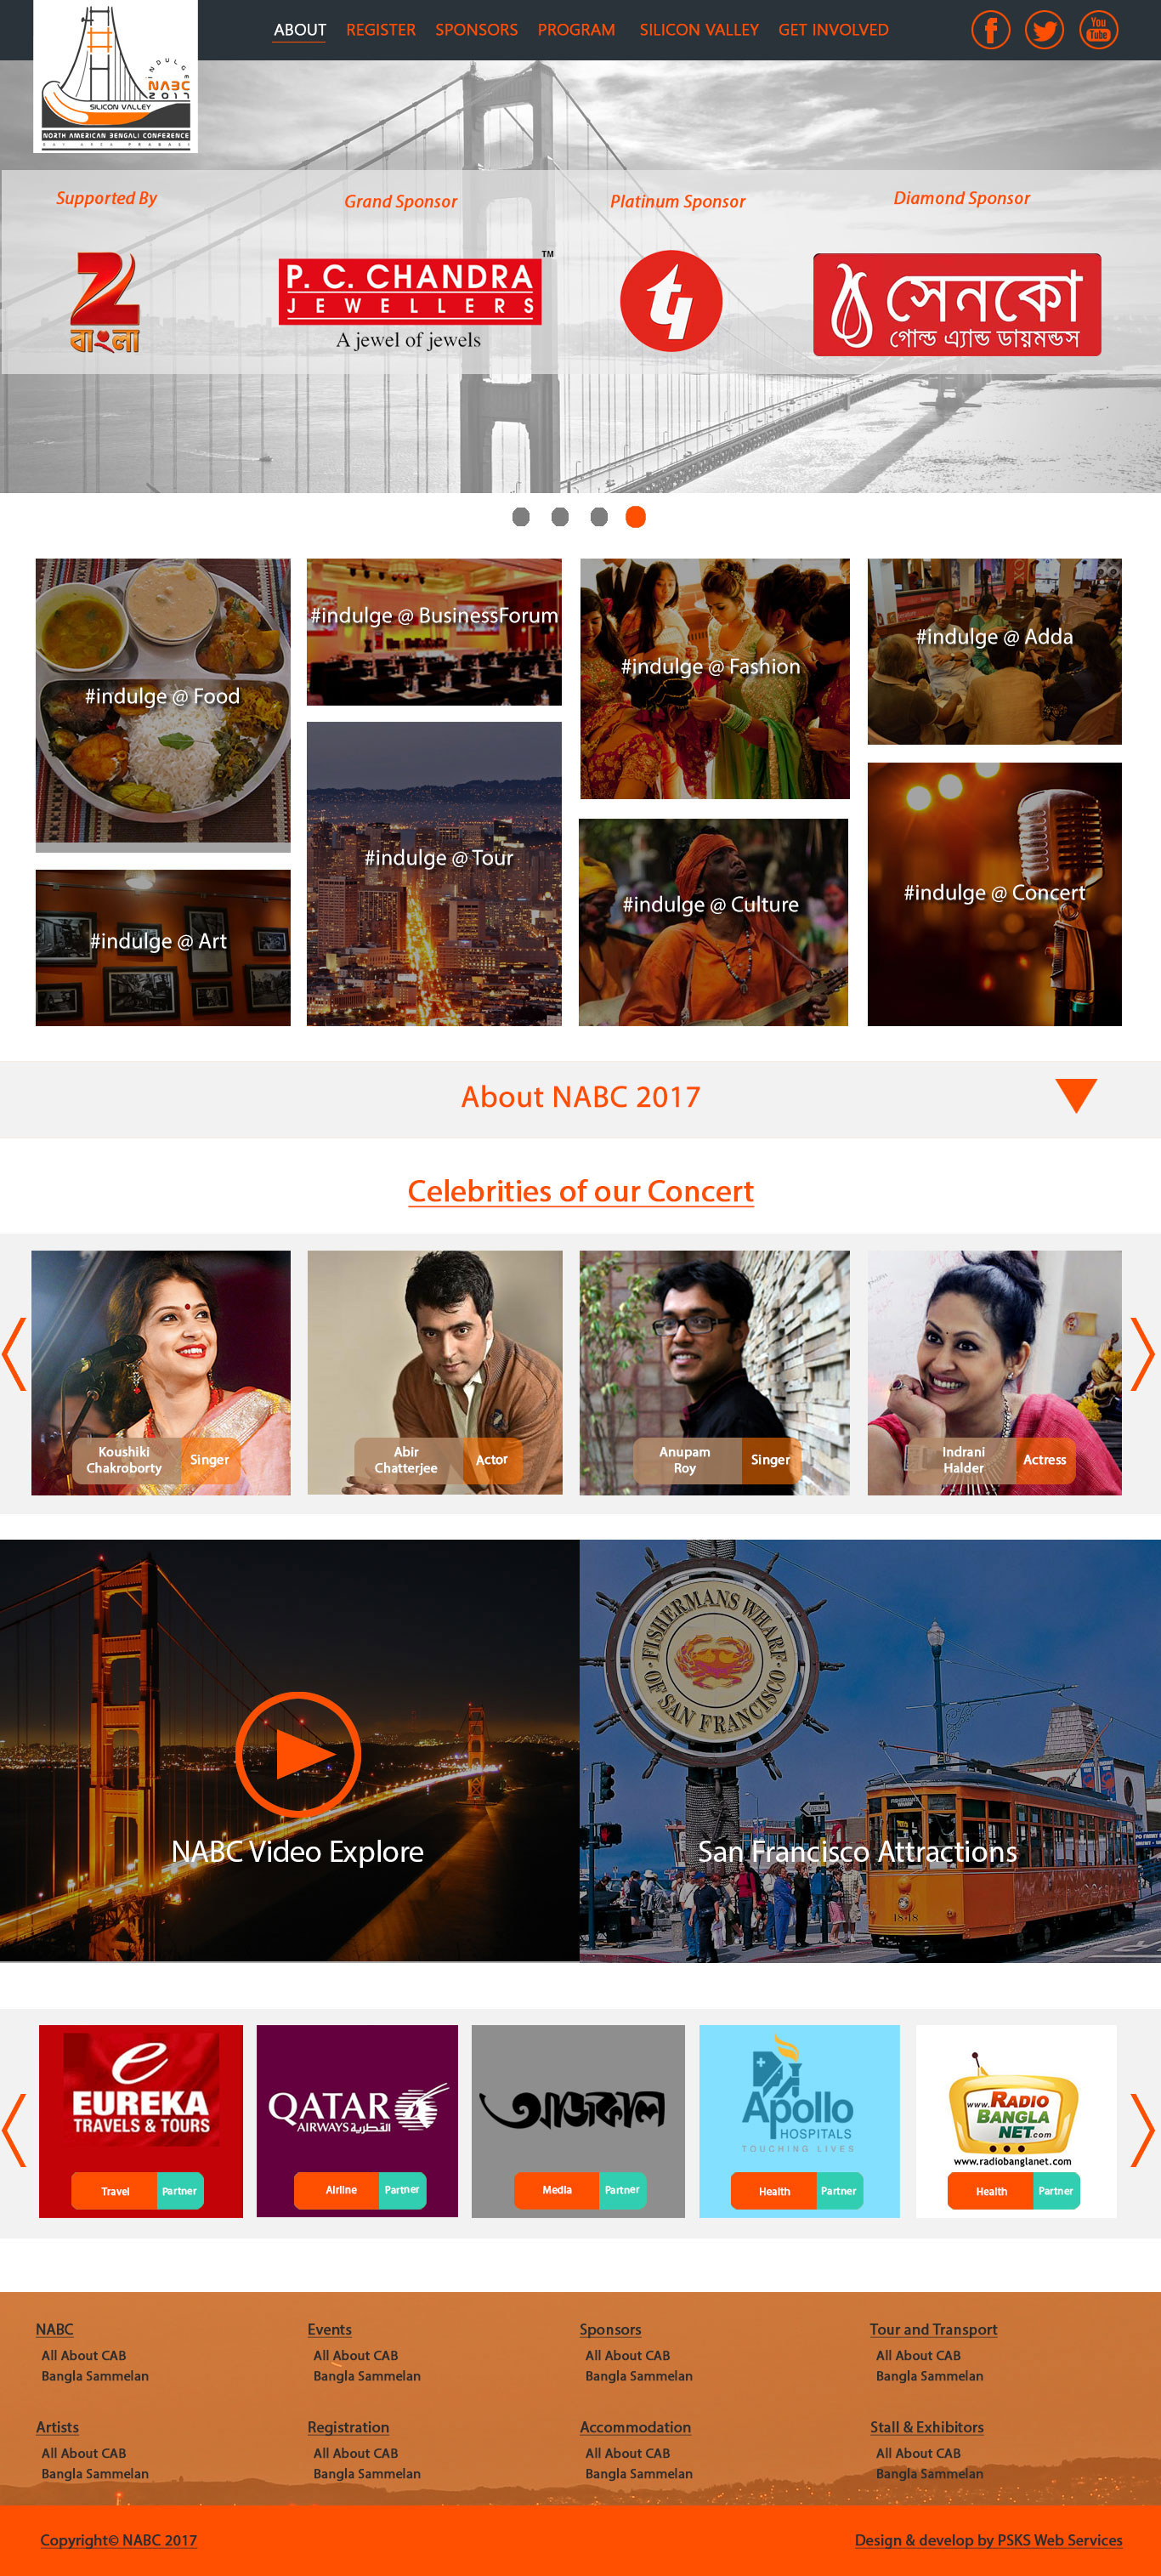 ABOUT REGISTER SPONSORS PROGRAM SILICON VALLEY GET INVOLVED
You
Tube
INDULGE
NABC
2017
SILICON VALLEY
NORTH AMERICAN BENGALI CONFERENCE
Supported By
Grand Sponsor
Platinum Sponsor
Diamond Sponsor
বাংলা
P. C. CHANDRA TM
JEWELLERS
A jewel of jewels
সেনকো
গোল্ড এ্যান্ড ডায়মন্ডস
#indulge @ Food
#indulge @ BusinessForum
#indulge @ Fashion
#indulge @ Adda
#indulge @ Art
#indulge @ Tour
#indulge @ Culture
#indulge @ Concert
About NABC 2017
Celebrities of our Concert
Koushiki
Chakroborty
Singer
Abir
Chatterjee
Actor
Anupam
Roy
Singer
Indrani
Halder
Actress
NABC Video Explore
FISHERMANS WHARF
OF SAN FRANCISCO
ONE WAY
1848
San Francisco Attractions
e
EUREKA
TRAVELS & TOURS
Travel Partner
QATAR
AIRWAYS القطرية
Airline Partner
আজকাল
Media Partner
Apollo
HOSPITALS
TOUCHING LIVES
Health Partner
www.RADIO
BANGLA
NET.com
www.radiobanglanet.com
Health Partner
NABC
All About CAB
Bangla Sammelan
Events
All About CAB
Bangla Sammelan
Sponsors
All About CAB
Bangla Sammelan
Tour and Transport
All About CAB
Bangla Sammelan
Artists
All About CAB
Bangla Sammelan
Registration
All About CAB
Bangla Sammelan
Accommodation
All About CAB
Bangla Sammelan
Stall & Exhibitors
All About CAB
Bangla Sammelan
Copyright© NABC 2017
Design & develop by PSKS Web Services